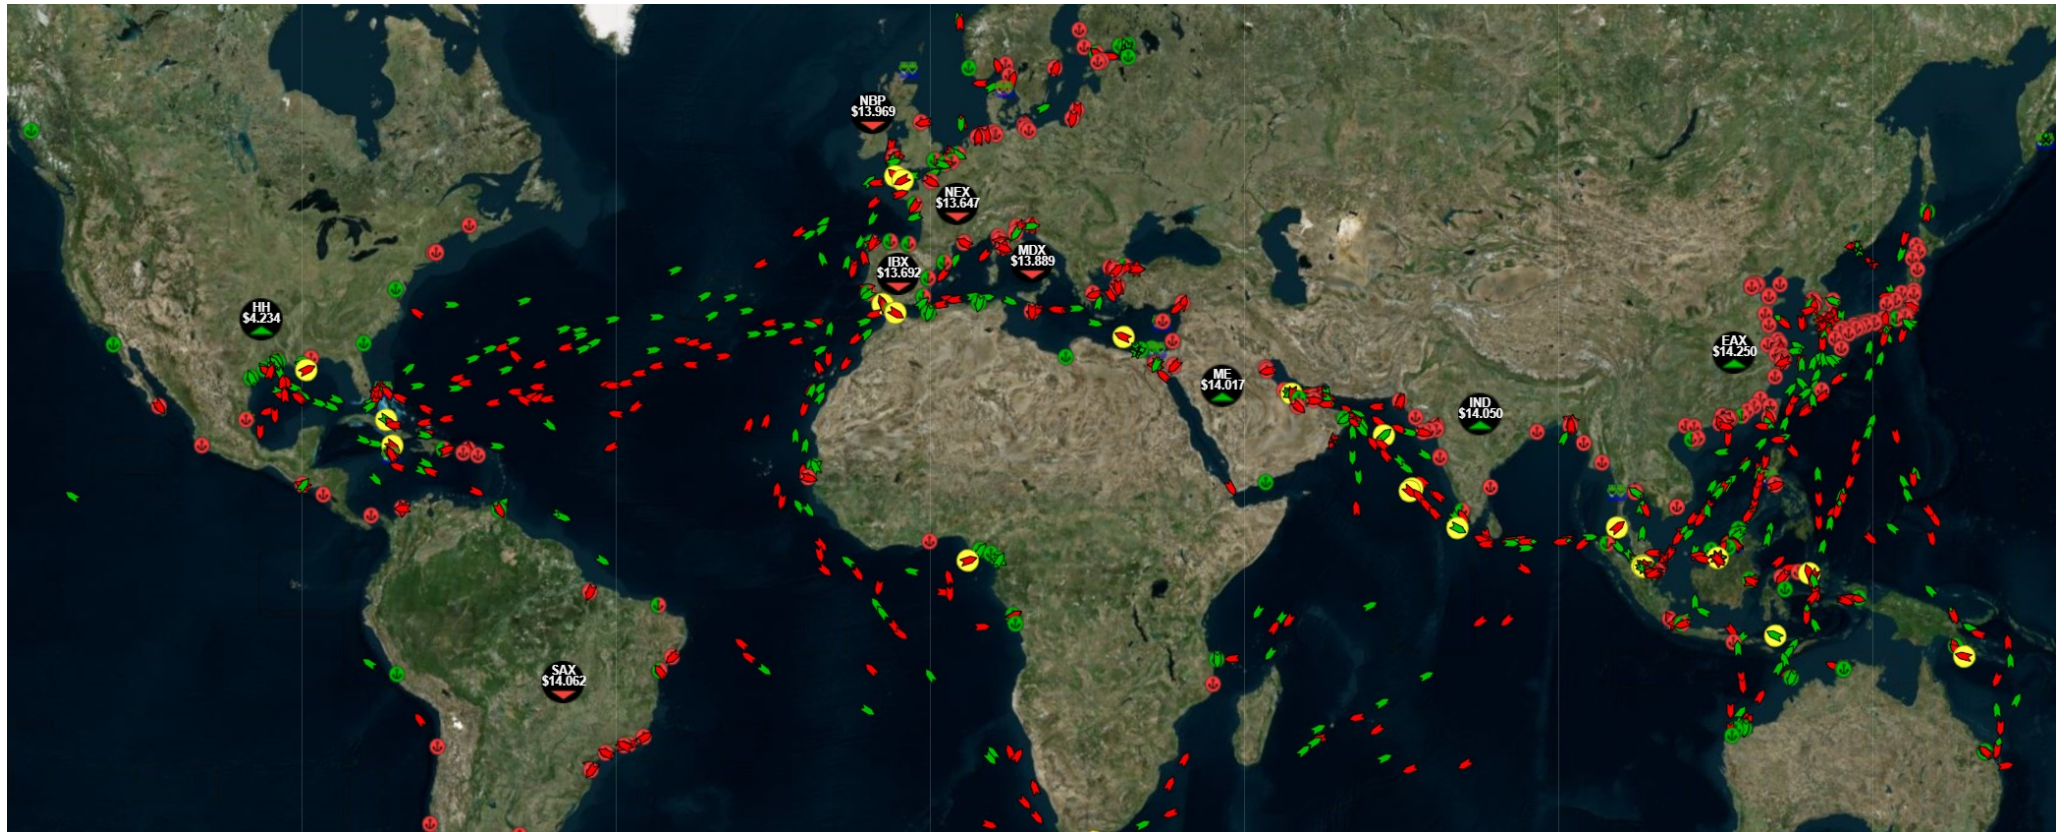 NBP
$13.969
NEX
$13.647
IBX
$13.692
MDX
$13.889
HH
$4.234
EAX
$14.250
ME
$14.017
IND
$14.050
SAX
$14.062